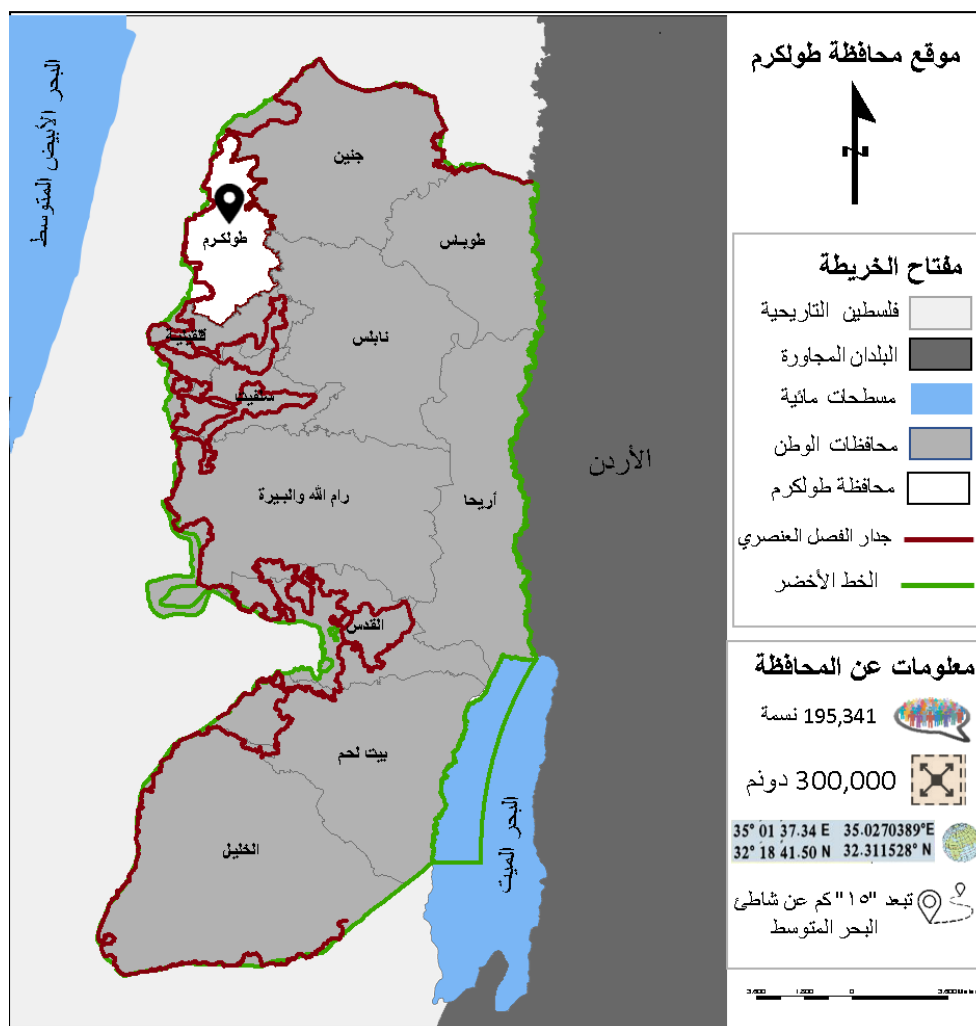 موقع محافظة طولكرم
N
مفتاح الخريطة
فلسطين التاريحية
البلدان المجاورة
مسطحات مائية
محافظات الوطن
محافظة طولكرم
جدار الفصل العنصري
الخط الأخضر
معلومات عن المحافظة
195,341 نسمة
300,000 دونم
35° 01 37.34 E 35.0270389°E
32° 18 41.50 N 32.311528° N
تبعد "١٥" كم عن شاطئ
البحر المتوسط
البحر الأبيض المتوسط
جنين
طوباس
طولكرم
نابلس
قلقيلية
سلفيت
رام الله والبيرة
أريحا
الأردن
القدس
بيت لحم
الخليل
البحر الميت